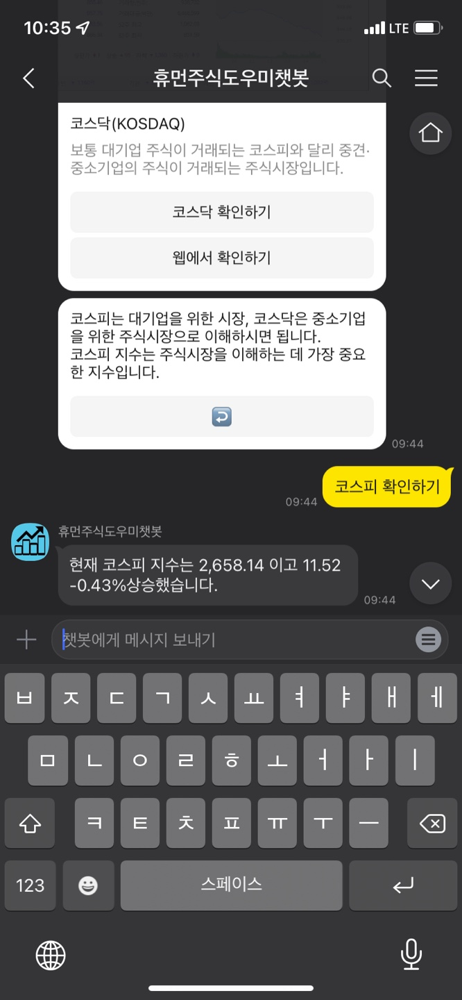 10:35
LTE
휴먼주식도우미챗봇
코스닥(KOSDAQ)
보통 대기업 주식이 거래되는 코스피와 달리 중견·
중소기업의 주식이 거래되는 주식시장입니다.
코스닥 확인하기
웹에서 확인하기
코스피는 대기업을 위한 시장, 코스닥은 중소기업
을 위한 주식시장으로 이해하시면 됩니다.
코스피 지수는 주식시장을 이해하는 데 가장 중요
한 지수입니다.
09:44
코스피 확인하기
09:44
휴먼주식도우미챗봇
현재 코스피 지수는 2,658.14 이고 11.52
-0.43%상승했습니다.
09:44
챗봇에게 메시지 보내기
ㅂ ㅈ ㄷ ㄱ ㅅ ㅛ ㅕ ㅑ ㅐ ㅔ
ㅁ ㄴ ㅇ ㄹ ㅎ ㅗ ㅓ ㅏ ㅣ
ㅋ ㅌ ㅊ ㅍ ㅠ ㅜ ㅡ
123 스페이스